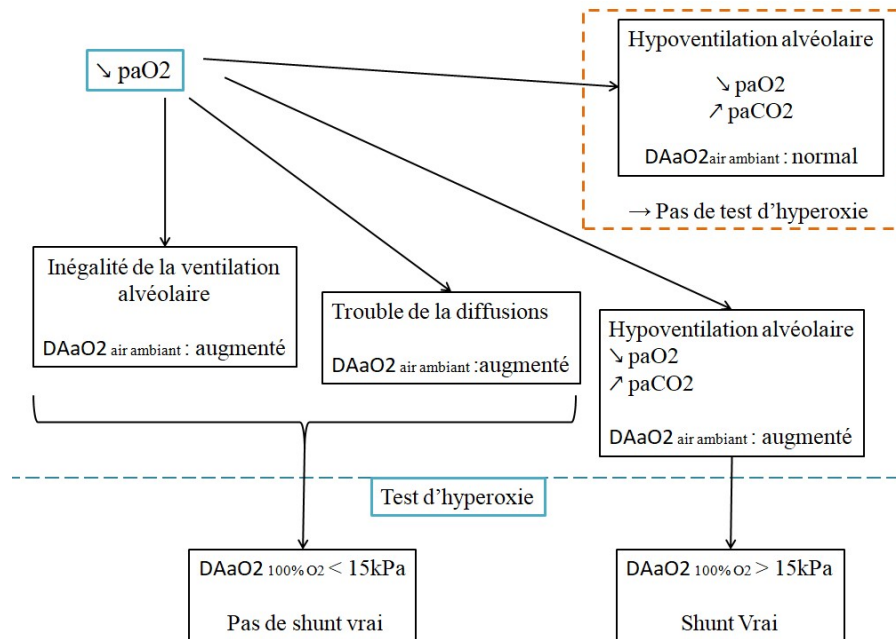 ↘ paO2
Hypoventilation alvéolaire
↘ paO2
↗ paCO2
DAaO2 air ambiant : normal
→ Pas de test d’hyperoxie
Inégalité de la ventilation
alvéolaire
DAaO2 air ambiant : augmenté
Trouble de la diffusions
DAaO2 air ambiant :augmenté
Hypoventilation alvéolaire
↘ paO2
↗ paCO2
DAaO2 air ambiant : augmenté
Test d’hyperoxie
DAaO2 100% O2 < 15kPa
Pas de shunt vrai
DAaO2 100% O2 > 15kPa
Shunt Vrai